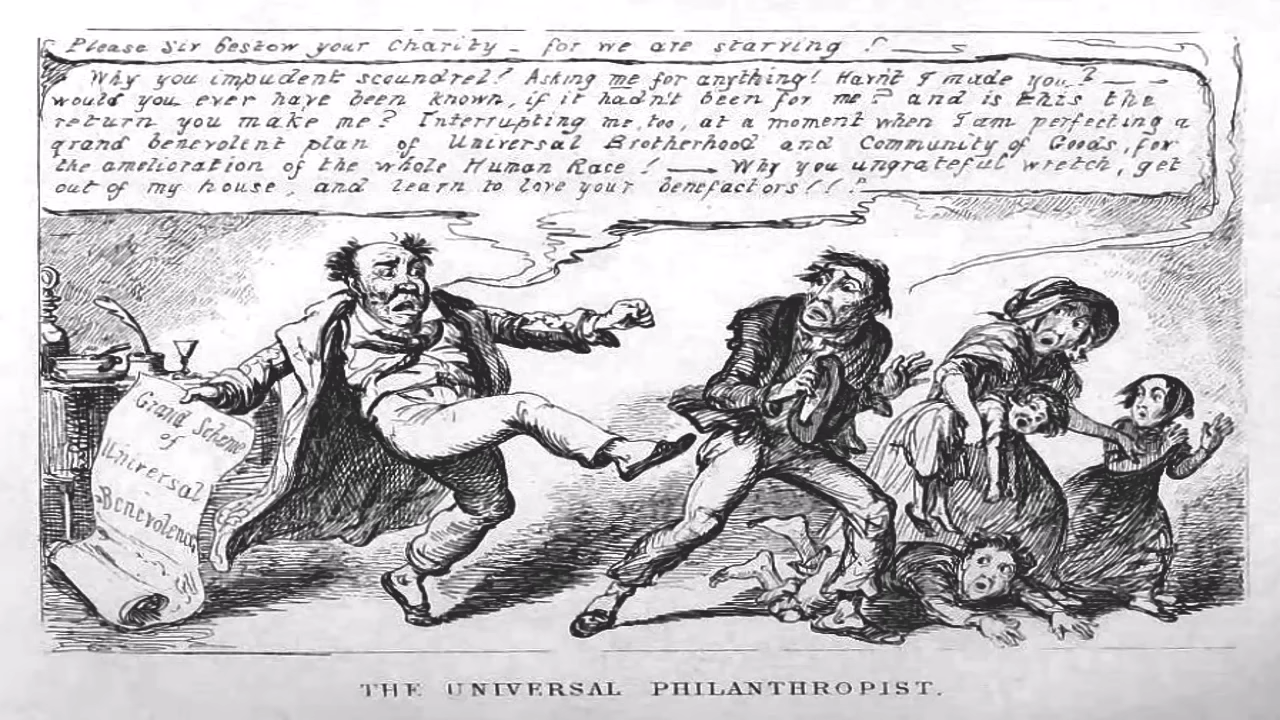 Please Sir bestow your Charity – for we are starving !
Why you impudent scoundrel! Asking me for anything! Havn't I made you? —
would you ever have been known, if it hadn't been for me? and is this the
return you make me? Interrupting me, too, at a moment when I am perfecting a
grand benevolent plan of Universal Brotherhood and Community of Goods, for
the amelioration of the whole Human Race ! — Why you ungrateful wretch, get
out of my house, and learn to love your benefactors ! ! !
Grand Scheme
of
Universal
Benevolence
THE UNIVERSAL PHILANTHROPIST.